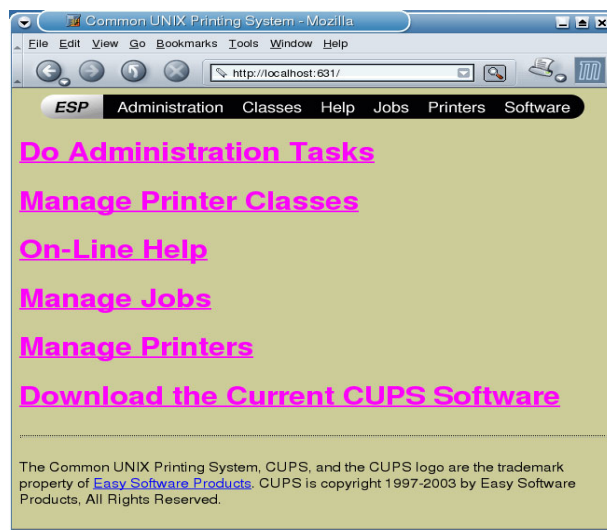 Common UNIX Printing System - Mozilla
File Edit View Go Bookmarks Tools Window Help
http://localhost:631/
ESP Administration Classes Help Jobs Printers Software
Do Administration Tasks
Manage Printer Classes
On-Line Help
Manage Jobs
Manage Printers
Download the Current CUPS Software
The Common UNIX Printing System, CUPS, and the CUPS logo are the trademark
property of Easy Software Products. CUPS is copyright 1997-2003 by Easy Software
Products, All Rights Reserved.